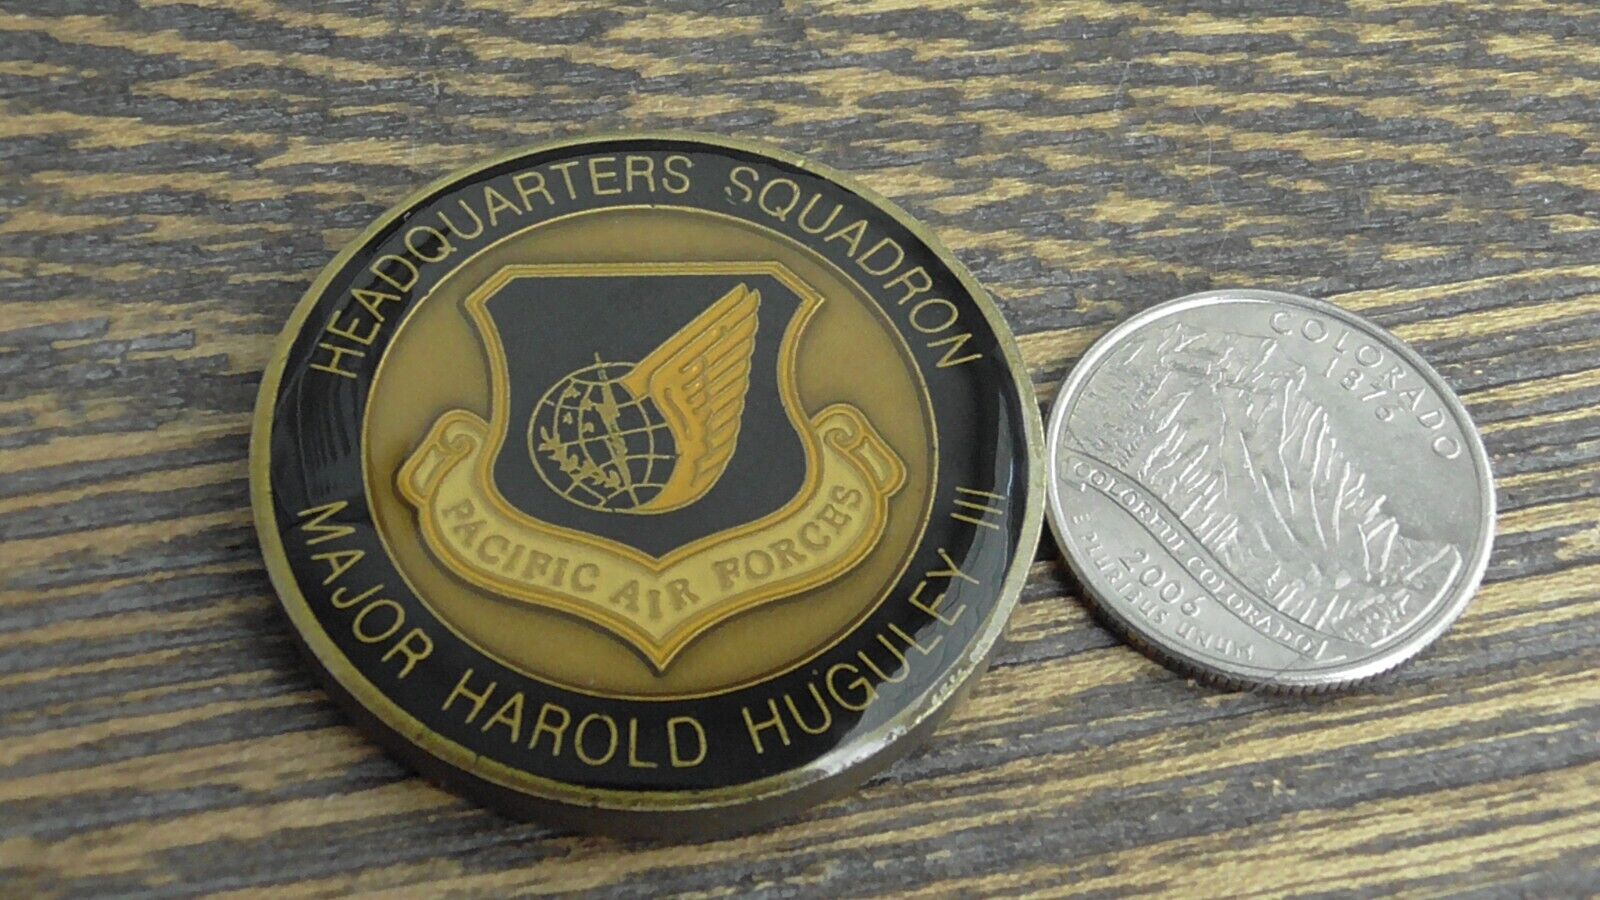 HEADQUARTERS SQUADRON
PACIFIC AIR FORCES
MAJOR HAROLD HUGULEY III
COLORADO
1876
COLORFUL COLORADO
2006
E PLURIBUS UNUM